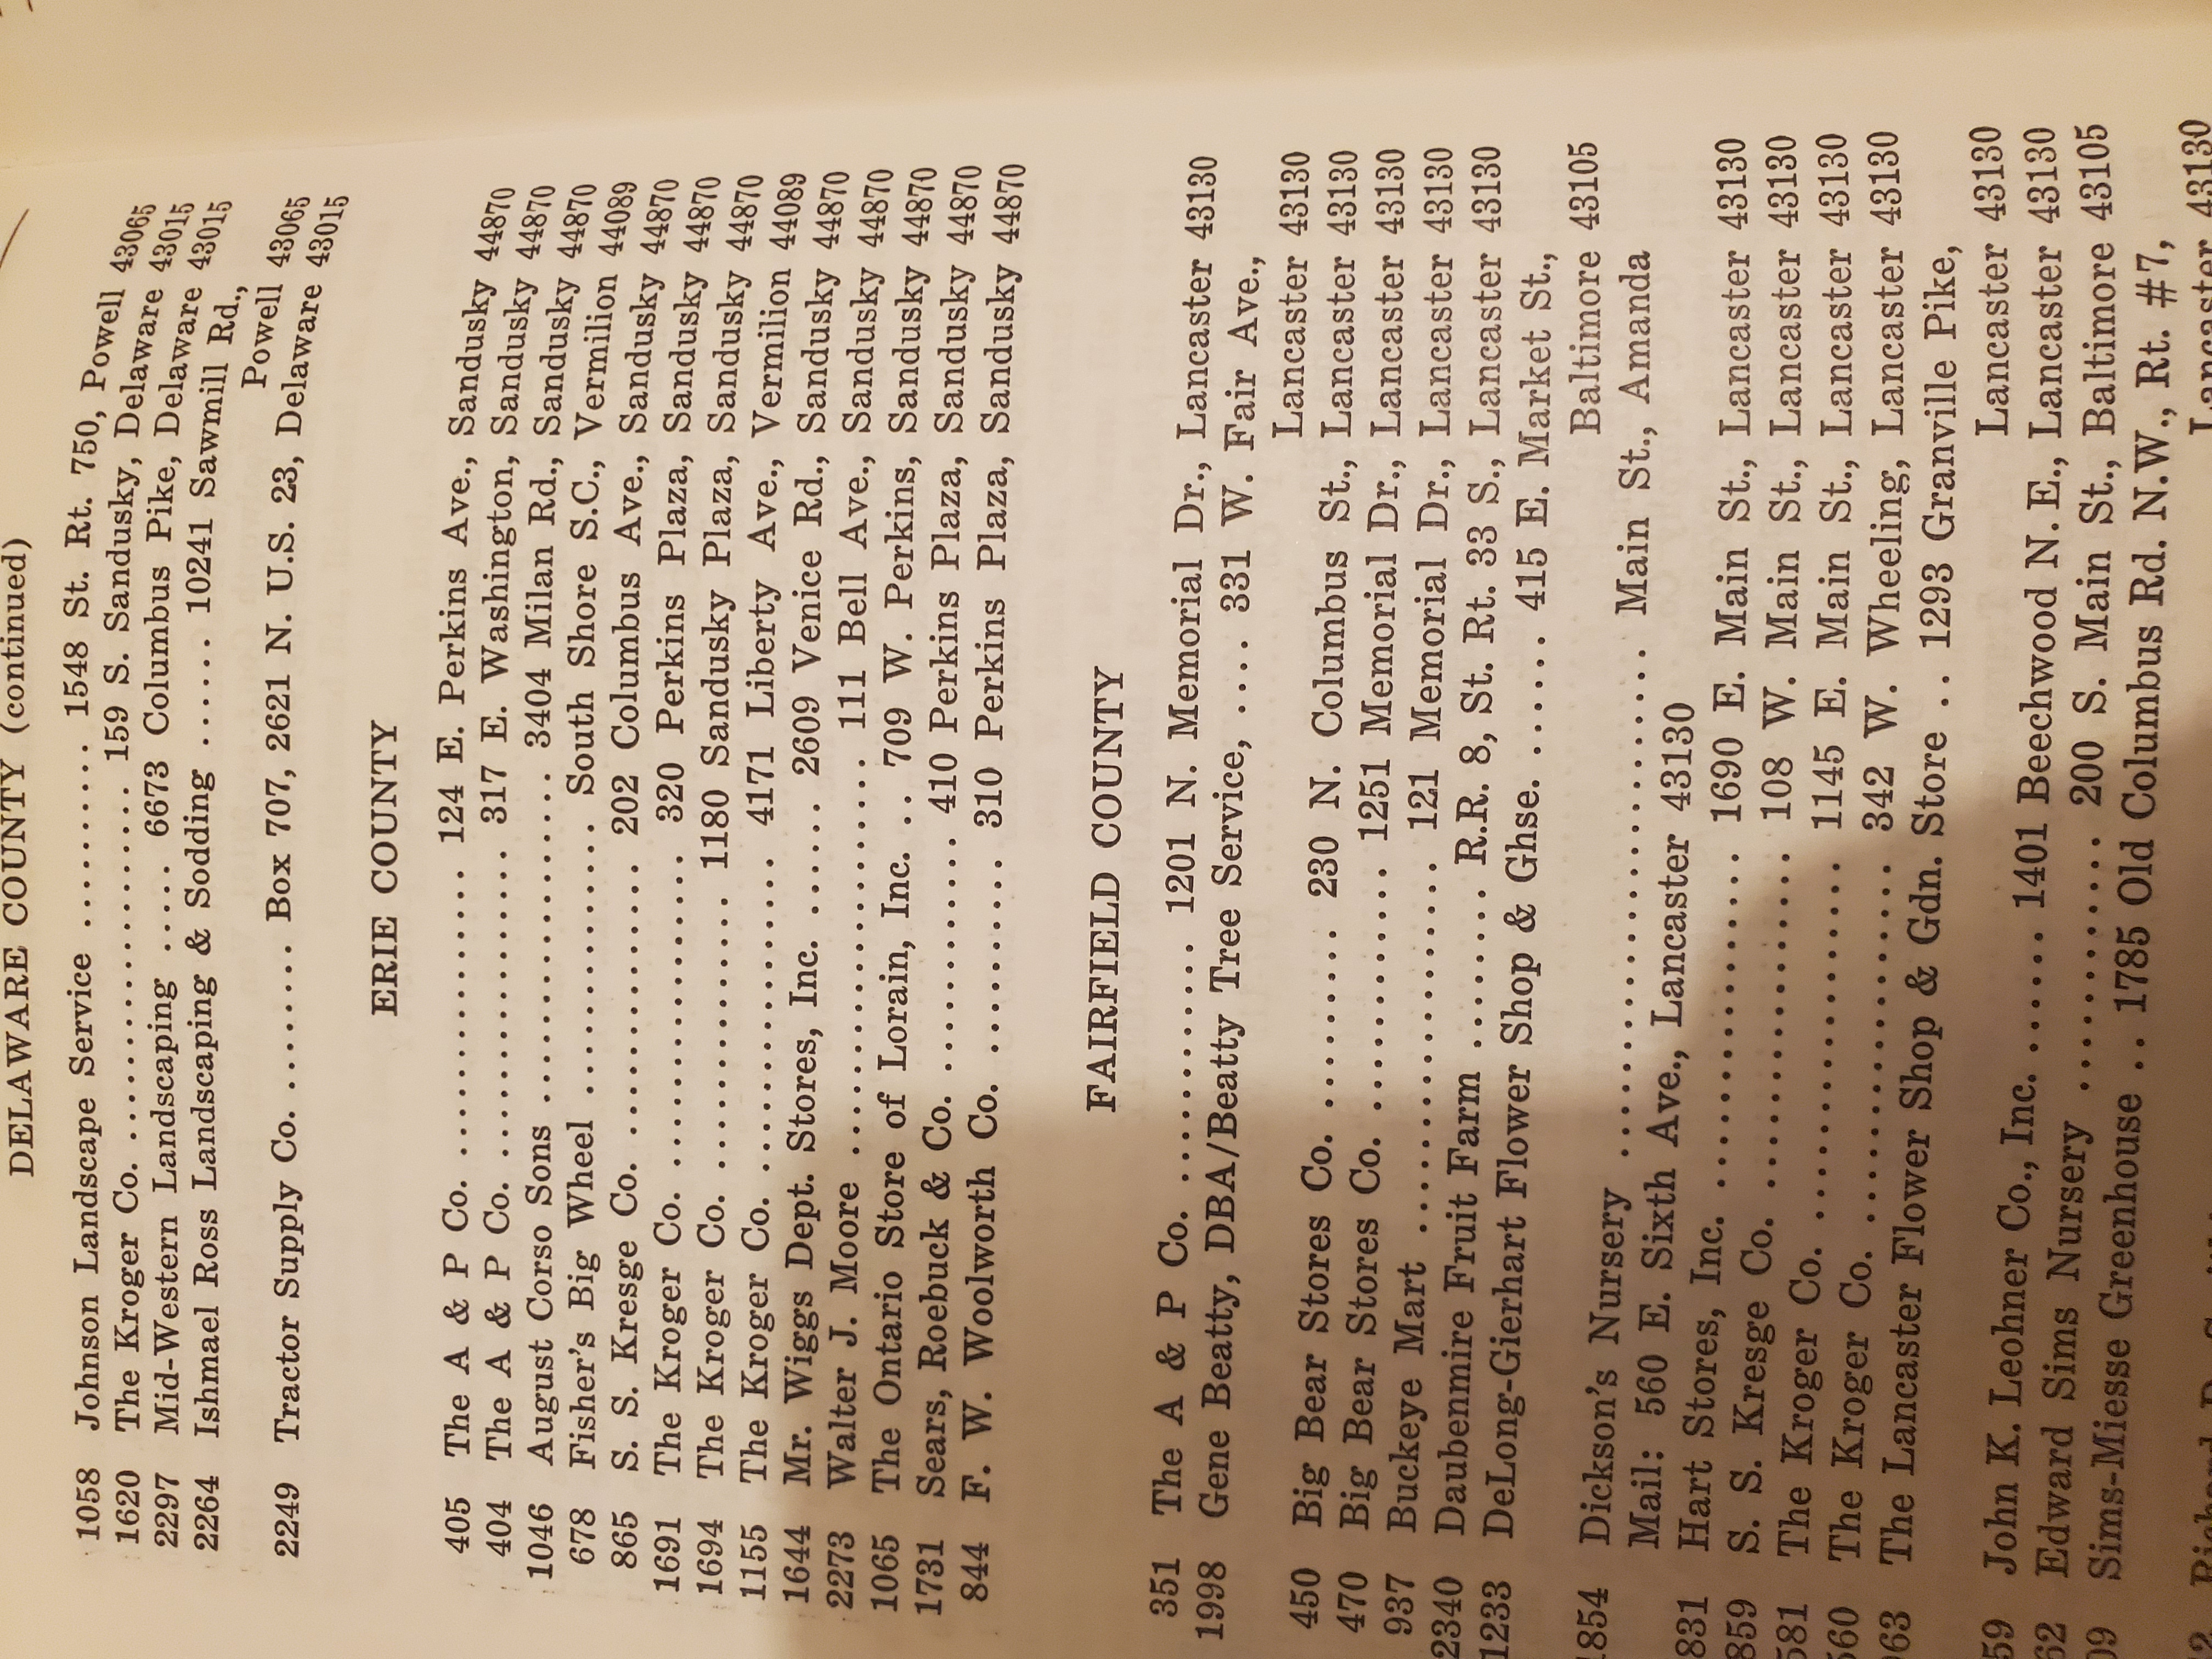 DELAWARE COUNTY (continued)
1058 Johnson Landscape Service .......... 1548 St. Rt. 750, Powell 43065
1620 The Kroger Co. ................... 159 S. Sandusky, Delaware 43015
2297 Mid-Western Landscaping ..... 6673 Columbus Pike, Delaware 43015
2264 Ishmael Ross Landscaping & Sodding ...... 10241 Sawmill Rd.,
Powell 43065
2249 Tractor Supply Co. ......... Box 707, 2621 N. U.S. 23, Delaware 43015
ERIE COUNTY
405 The A & P Co. ................. 124 E. Perkins Ave., Sandusky 44870
404 The A & P Co. ................. 317 E. Washington, Sandusky 44870
1046 August Corso Sons .................. 3404 Milan Rd., Sandusky 44870
678 Fisher's Big Wheel ............... South Shore S.C., Vermilion 44089
865 S. S. Kresge Co. ................ 202 Columbus Ave., Sandusky 44870
1691 The Kroger Co. .................. 320 Perkins Plaza, Sandusky 44870
1694 The Kroger Co. ............... 1180 Sandusky Plaza, Sandusky 44870
1155 The Kroger Co. ................. 4171 Liberty Ave., Vermilion 44089
1644 Mr. Wiggs Dept. Stores, Inc. ...... 2609 Venice Rd., Sandusky 44870
2273 Walter J. Moore .................... 111 Bell Ave., Sandusky 44870
1065 The Ontario Store of Lorain, Inc. .. 709 W. Perkins, Sandusky 44870
1731 Sears, Roebuck & Co. ............. 410 Perkins Plaza, Sandusky 44870
844 F. W. Woolworth Co. ............ 310 Perkins Plaza, Sandusky 44870
FAIRFIELD COUNTY
351 The A & P Co. ............. 1201 N. Memorial Dr., Lancaster 43130
1998 Gene Beatty, DBA/Beatty Tree Service, .... 331 W. Fair Ave.,
Lancaster 43130
450 Big Bear Stores Co. ......... 230 N. Columbus St., Lancaster 43130
470 Big Bear Stores Co. ............ 1251 Memorial Dr., Lancaster 43130
937 Buckeye Mart .................. 121 Memorial Dr., Lancaster 43130
2340 Daubenmire Fruit Farm ........ R.R. 8, St. Rt. 33 S., Lancaster 43130
1233 DeLong-Gierhart Flower Shop & Ghse. ...... 415 E. Market St.,
Baltimore 43105
1854 Dickson's Nursery ......................... Main St., Amanda
Mail: 560 E. Sixth Ave., Lancaster 43130
831 Hart Stores, Inc. ................ 1690 E. Main St., Lancaster 43130
859 S. S. Kresge Co. ................ 108 W. Main St., Lancaster 43130
581 The Kroger Co. ................. 1145 E. Main St., Lancaster 43130
560 The Kroger Co. ................. 342 W. Wheeling, Lancaster 43130
963 The Lancaster Flower Shop & Gdn. Store .. 1293 Granville Pike,
Lancaster 43130
59 John K. Leohner Co., Inc. ...... 1401 Beechwood N.E., Lancaster 43130
62 Edward Sims Nursery ............. 200 S. Main St., Baltimore 43105
09 Sims-Miesse Greenhouse .. 1785 Old Columbus Rd. N.W., Rt. #7,
Lancaster 43130